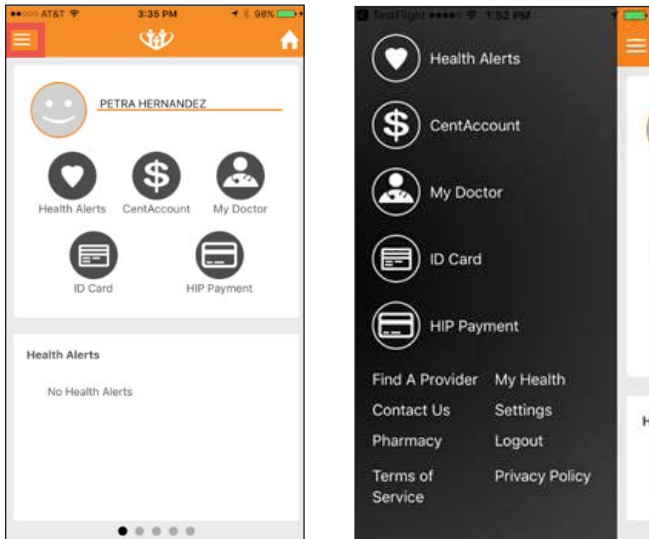 AT&T 3:35 PM 98%
PETRA HERNANDEZ
Health Alerts CentAccount My Doctor
ID Card HIP Payment
Health Alerts
No Health Alerts
TestFlight 1:52 PM
Health Alerts
CentAccount
My Doctor
ID Card
HIP Payment
Find A Provider My Health
Contact Us Settings
Pharmacy Logout
Terms of Service Privacy Policy
H